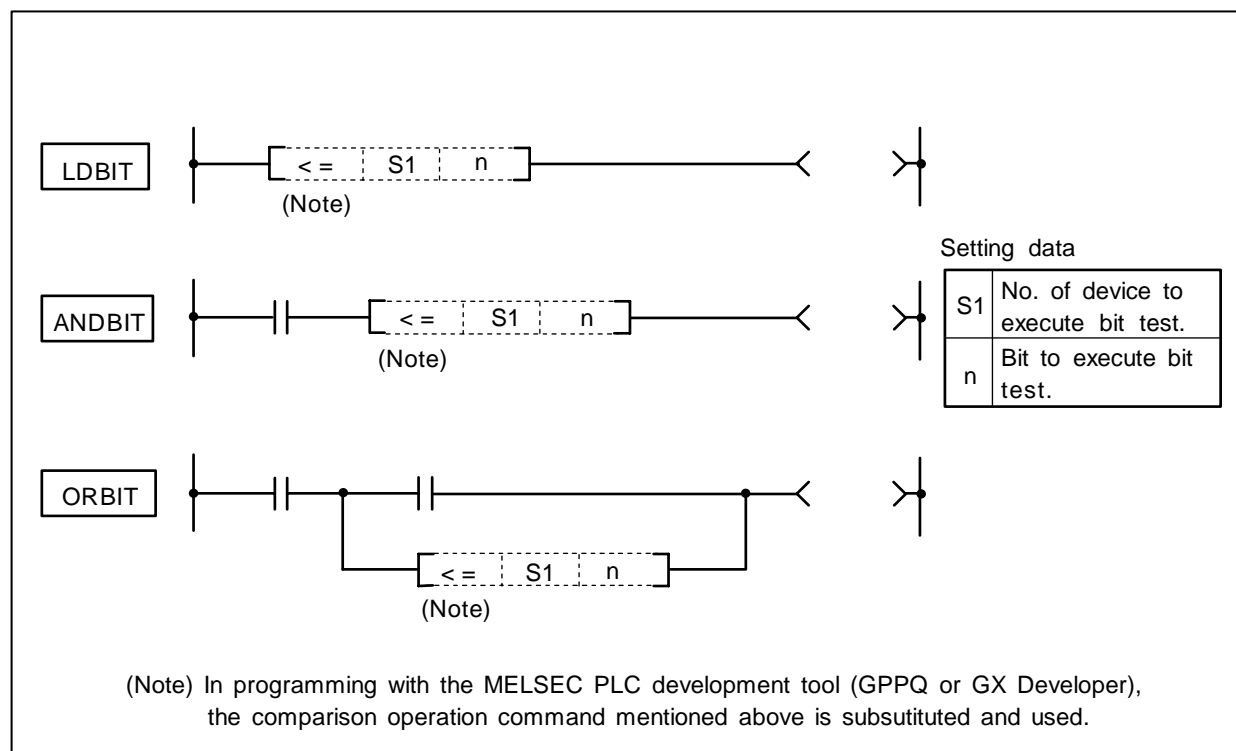 LDBIT
<= S1 n
(Note)
Setting data
S1 No. of device to
execute bit test.
n Bit to execute bit
test.
ANDBIT
<= S1 n
(Note)
ORBIT
<= S1 n
(Note)
(Note) In programming with the MELSEC PLC development tool (GPPQ or GX Developer),
the comparison operation command mentioned above is subsutituted and used.